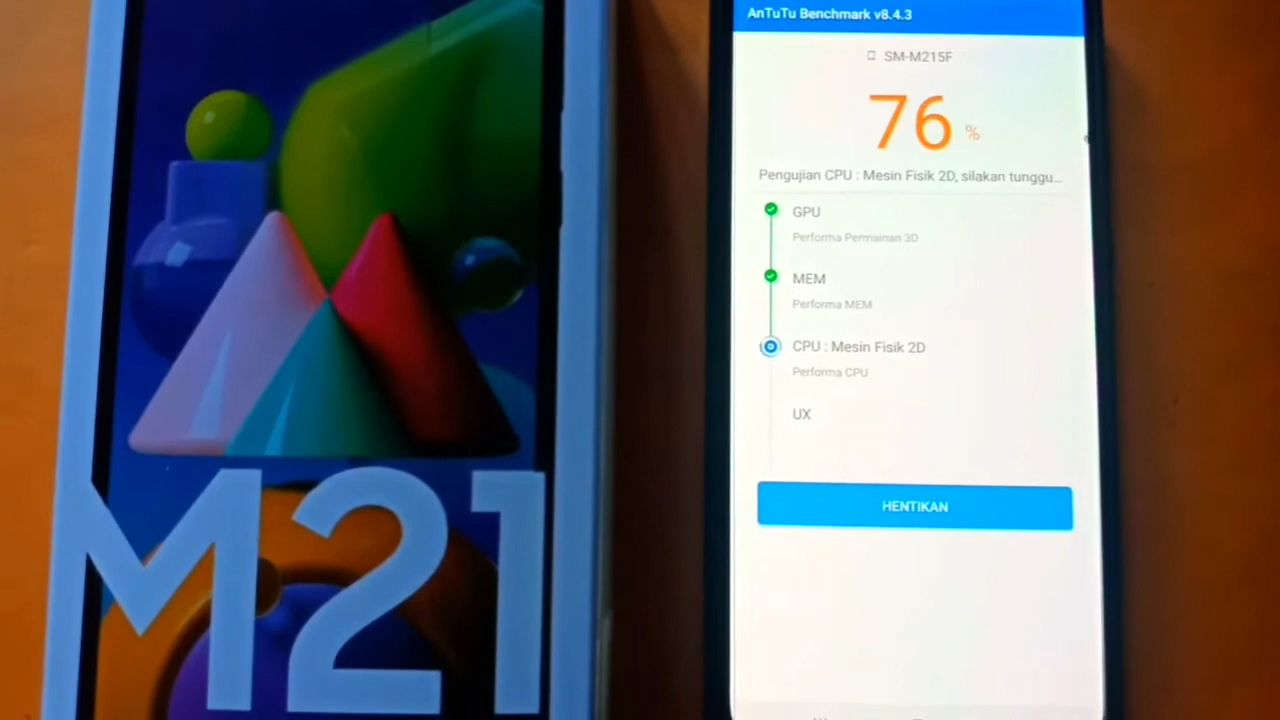 M21
AnTuTu Benchmark v8.4.3
SM-M215F
76 %
Pengujian CPU : Mesin Fisik 2D, silakan tunggu...
GPU
Performa Permainan 3D
MEM
Performa MEM
CPU : Mesin Fisik 2D
Performa CPU
UX
HENTIKAN